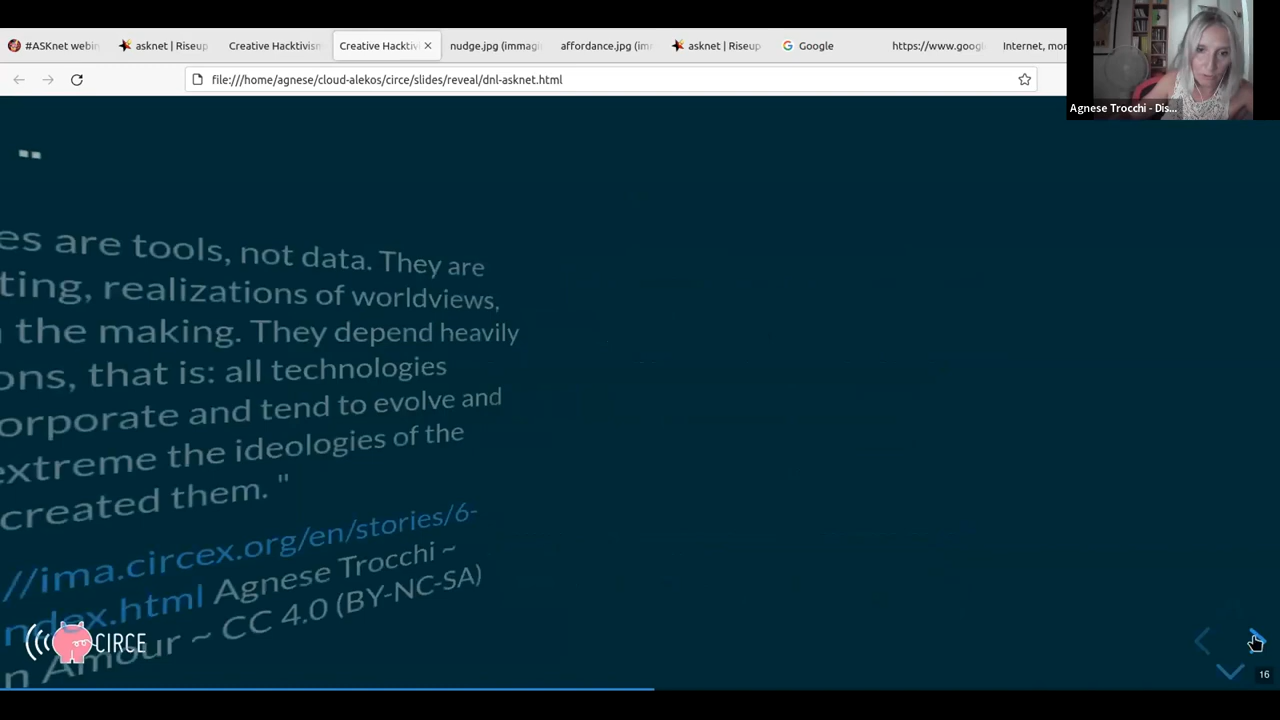 #ASKnet webin
asknet | Riseup
Creative Hacktivism
Creative Hacktivi
nudge.jpg (immag
affordance.jpg (im
asknet | Riseup
Google
https://www.goog
Internet, mo
file:///home/agnese/cloud-alekos/circe/slides/reveal/dnl-asknet.html
Agnese Trocchi - Dis...
"
es are tools, not data. They are
ting, realizations of worldviews,
the making. They depend heavily
ons, that is: all technologies
orporate and tend to evolve and
extreme the ideologies of the
created them. "
//ima.circex.org/en/stories/6-
ndex.html Agnese Trocchi ~
n Amour ~ CC 4.0 (BY-NC-SA)
CIRCE
16